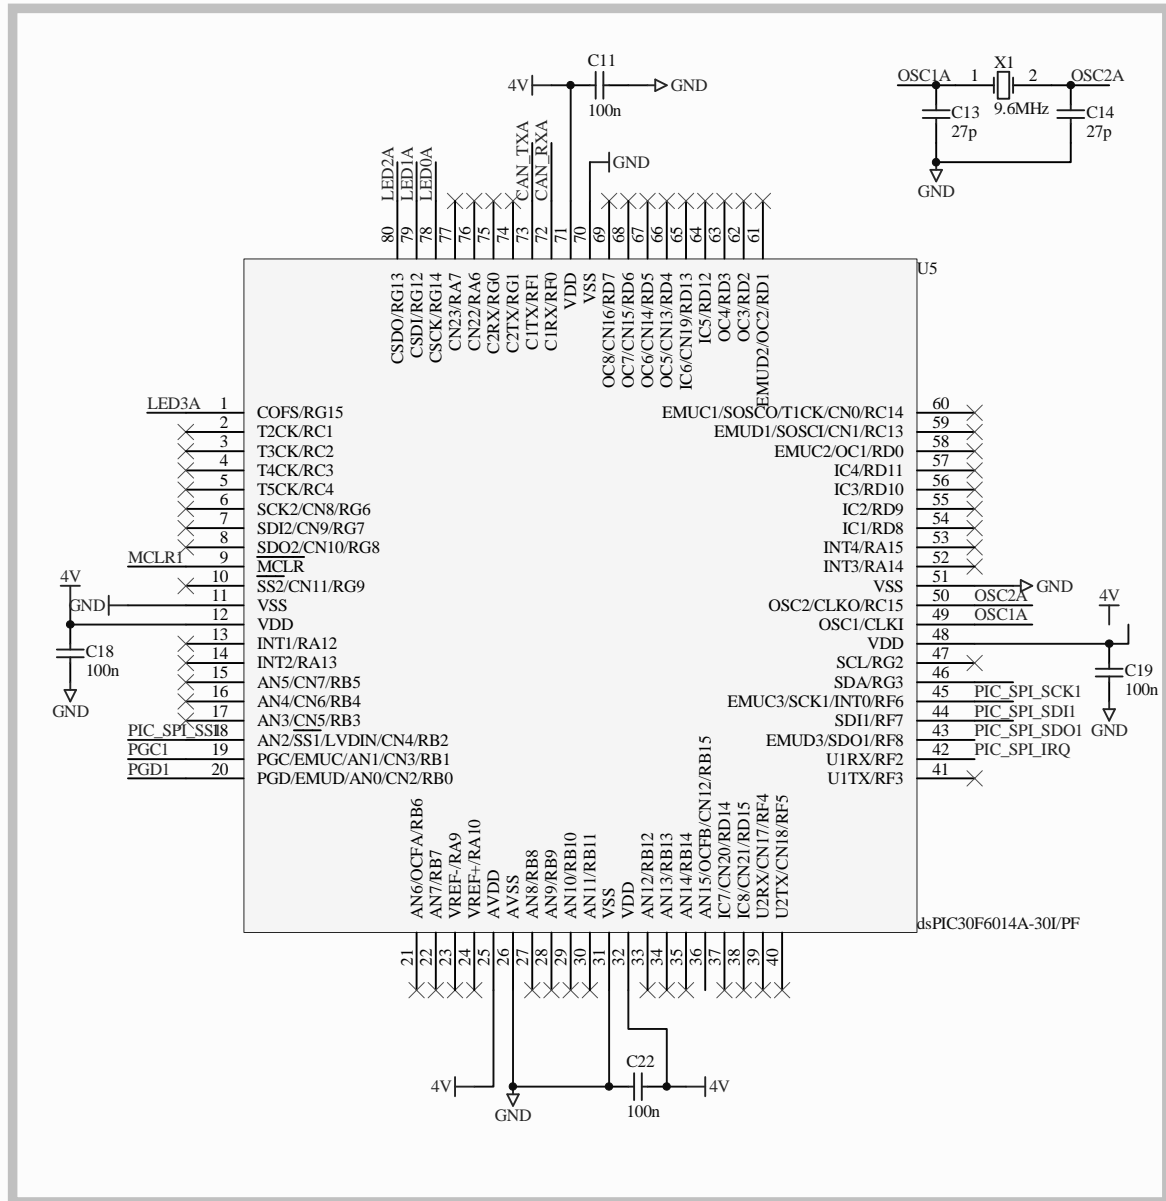 C11
4V
GND
100n
X1
OSC1A
1
2
OSC2A
9.6MHz
C13
27p
C14
27p
GND
LED2A
LED1A
LED0A
CAN_TXA
CAN_RXA
GND
80
79
78
77
76
75
74
73
72
71
70
69
68
67
66
65
64
63
62
61
U5
CSDO/RG13
CSDI/RG12
CSCK/RG14
CN23/RA7
CN22/RA6
C2RX/RG0
C2TX/RG1
C1TX/RF1
C1RX/RF0
VDD
VSS
OC8/CN16/RD7
OC7/CN15/RD6
OC6/CN14/RD5
OC5/CN13/RD4
IC6/CN19/RD13
IC5/RD12
OC4/RD3
OC3/RD2
EMUD2/OC2/RD1
LED3A 1 COFS/RG15
2 T2CK/RC1
3 T3CK/RC2
4 T4CK/RC3
5 T5CK/RC4
6 SCK2/CN8/RG6
7 SDI2/CN9/RG7
8 SDO2/CN10/RG8
MCLR1 9 MCLR
10 SS2/CN11/RG9
4V
GND 11 VSS
12 VDD
13 INT1/RA12
14 INT2/RA13
15 AN5/CN7/RB5
16 AN4/CN6/RB4
17 AN3/CN5/RB3
PIC_SPI_SS1 18 AN2/SS1/LVDIN/CN4/RB2
PGC1 19 PGC/EMUC/AN1/CN3/RB1
PGD1 20 PGD/EMUD/AN0/CN2/RB0
C18
100n
GND
EMUC1/SOSCO/T1CK/CN0/RC14 60
EMUD1/SOSCI/CN1/RC13 59
EMUC2/OC1/RD0 58
IC4/RD11 57
IC3/RD10 56
IC2/RD9 55
IC1/RD8 54
INT4/RA15 53
INT3/RA14 52
VSS 51 GND
OSC2/CLKO/RC15 50 OSC2A
OSC1/CLKI 49 OSC1A
VDD 48
SCL/RG2 47
SDA/RG3 46
EMUC3/SCK1/INT0/RF6 45 PIC_SPI_SCK1
SDI1/RF7 44 PIC_SPI_SDI1
EMUD3/SDO1/RF8 43 PIC_SPI_SDO1
U1RX/RF2 42 PIC_SPI_IRQ
U1TX/RF3 41
4V
C19
100n
GND
AN6/OCFA/RB6
AN7/RB7
VREF-/RA9
VREF+/RA10
AVDD
AVSS
AN8/RB8
AN9/RB9
AN10/RB10
AN11/RB11
VSS
VDD
AN12/RB12
AN13/RB13
AN14/RB14
AN15/OCFB/CN12/RB15
IC7/CN20/RD14
IC8/CN21/RD15
U2RX/CN17/RF4
U2TX/CN18/RF5
dsPIC30F6014A-30I/PF
21
22
23
24
25
26
27
28
29
30
31
32
33
34
35
36
37
38
39
40
4V
GND
C22
100n
4V